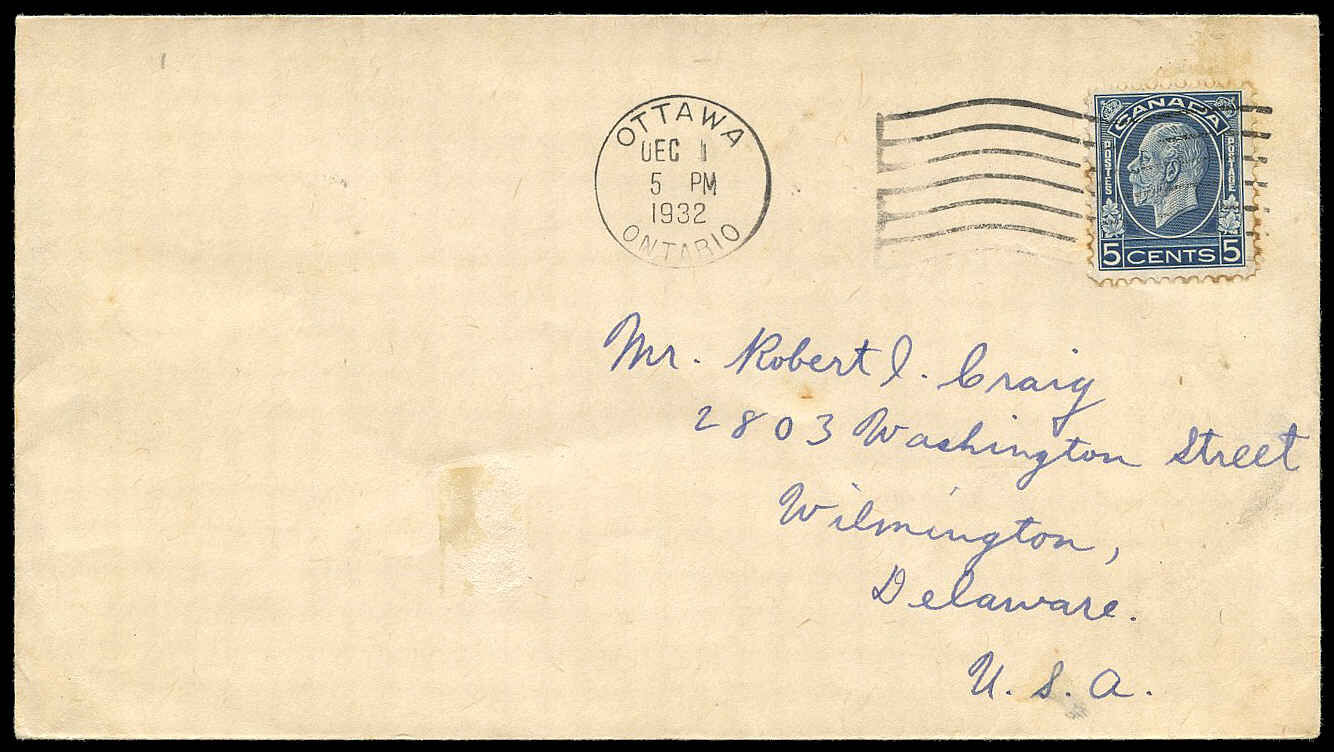 OTTAWA
DEC 1
5 PM
1932
ONTARIO
CANADA
POSTES POSTAGE
5 CENTS 5
Mr. Robert J. Craig
2803 Washington Street
Wilmington,
Delaware.
U.S.A.